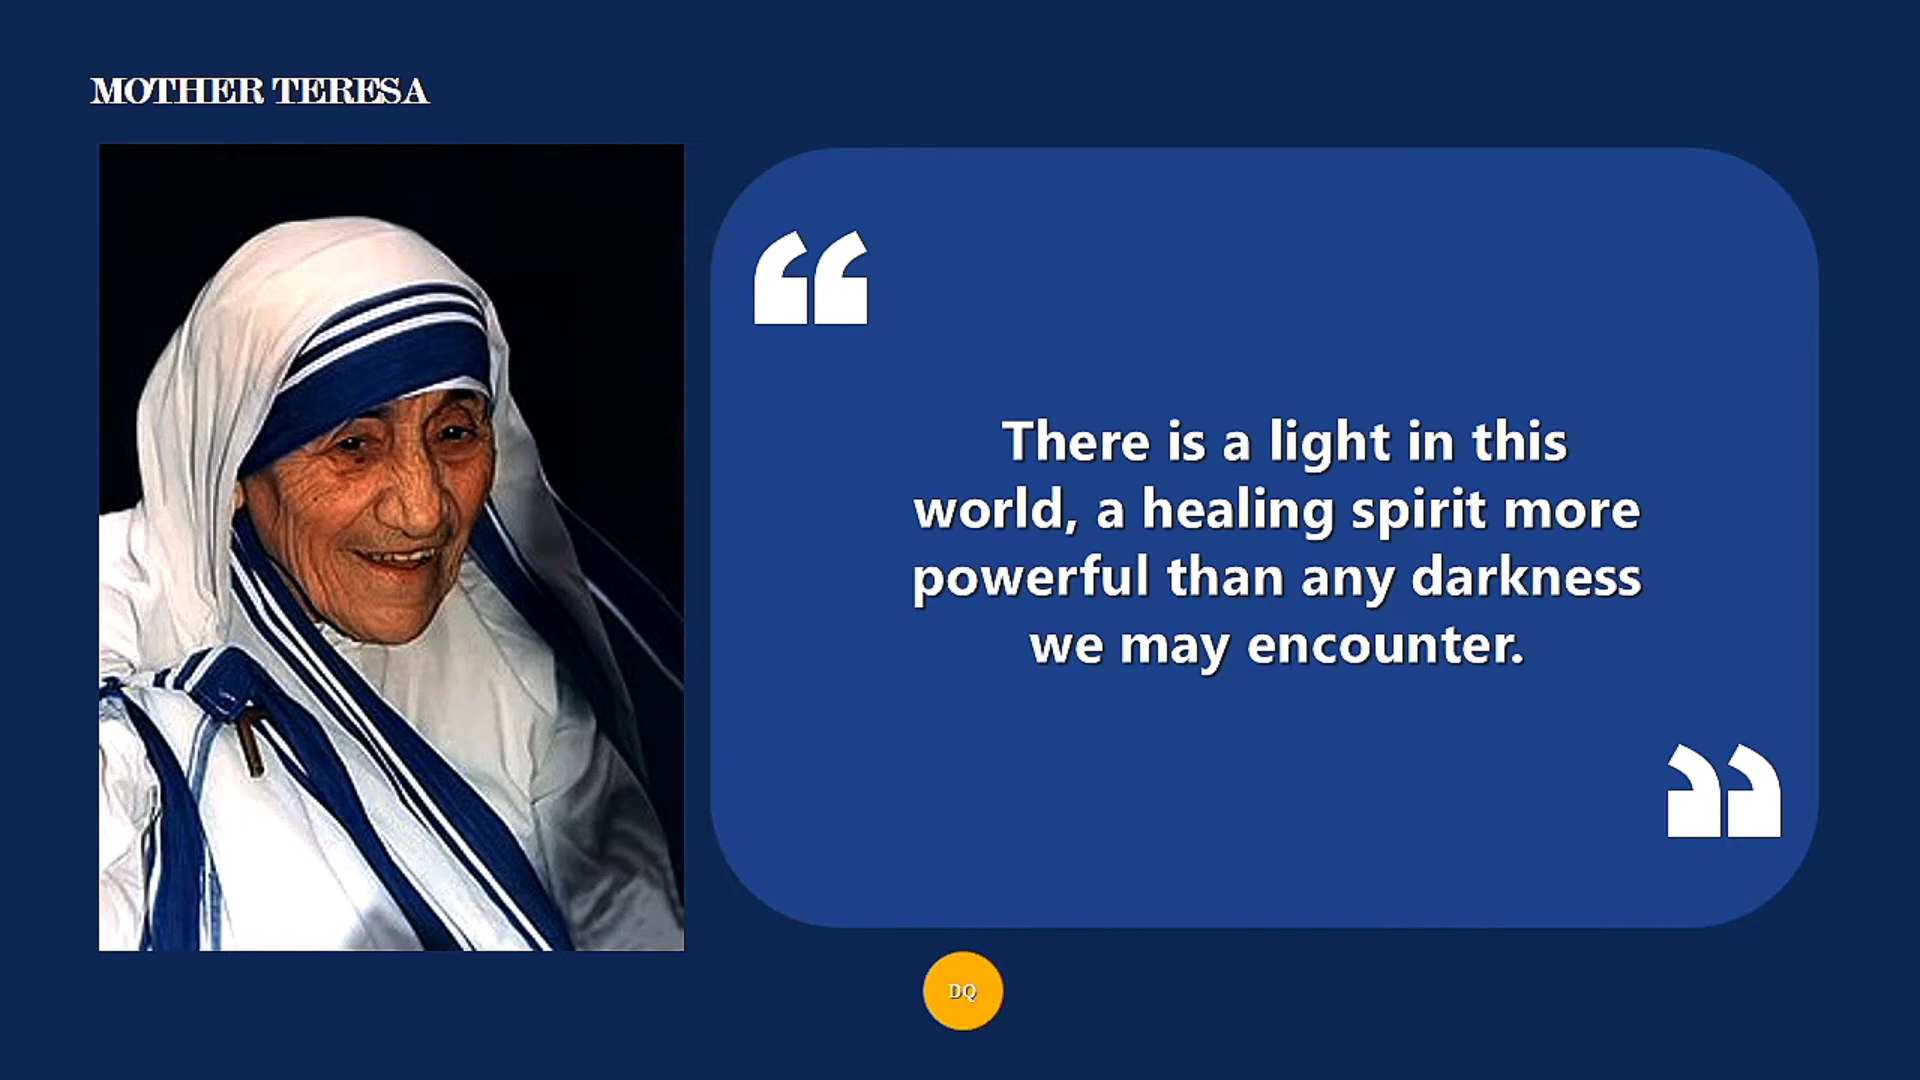 MOTHER TERESA
“
There is a light in this
world, a healing spirit more
powerful than any darkness
we may encounter.
”
DQ